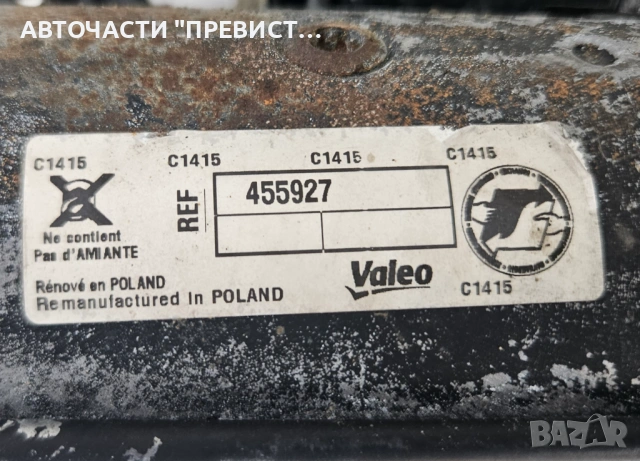 АВТОЧАСТИ "ПРЕВИСТ...
C1415 C1415 C1415 C1415
REF 455927
Ne contient
Pas d'AMIANTE
Rénové en POLAND
Remanufactured in POLAND
Valeo
C1415
BAZAR